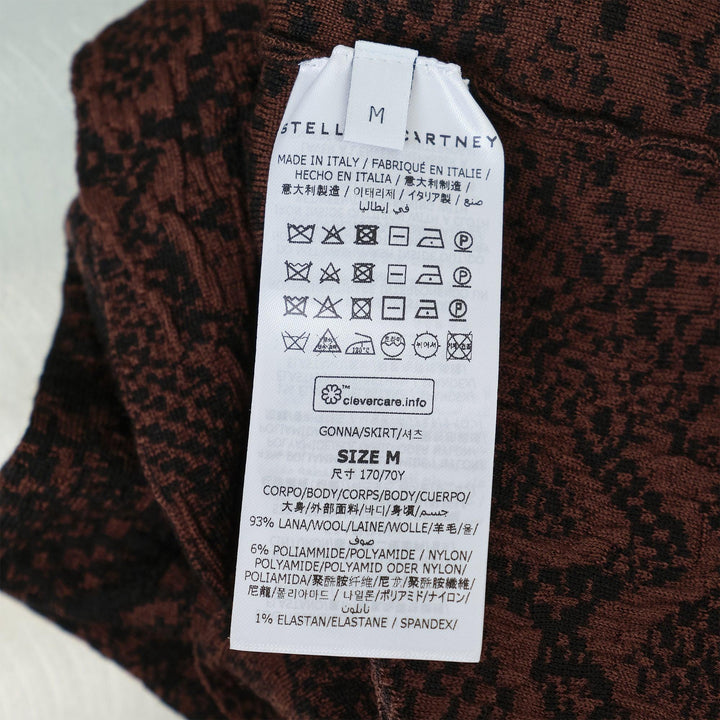 M
STELL CARTNEY
MADE IN ITALY / FABRIQUÉ EN ITALIE /
HECHO EN ITALIA / 意大利制造 /
意大利製造 / 이태리제 / イタリア製 / صنع
في إيطاليا
P
P
P
clevercare.info
GONNA/SKIRT/셔츠
SIZE M
尺寸 170/70Y
CORPO/BODY/CORPS/BODY/CUERPO/
大身/外部面料/바디/身頃/جسم
93% LANA/WOOL/LAINE/WOLLE/羊毛/울/
صوف
6% POLIAMMIDE/POLYAMIDE / NYLON/
POLYAMIDE/POLYAMID ODER NYLON/
POLIAMIDA/聚酰胺纤维/尼龙/聚酰胺纖維/
尼龍/폴리아마드 / 나일론/ポリアミド/ナイロン/
نايلون
1% ELASTAN/ELASTANE / SPANDEX/